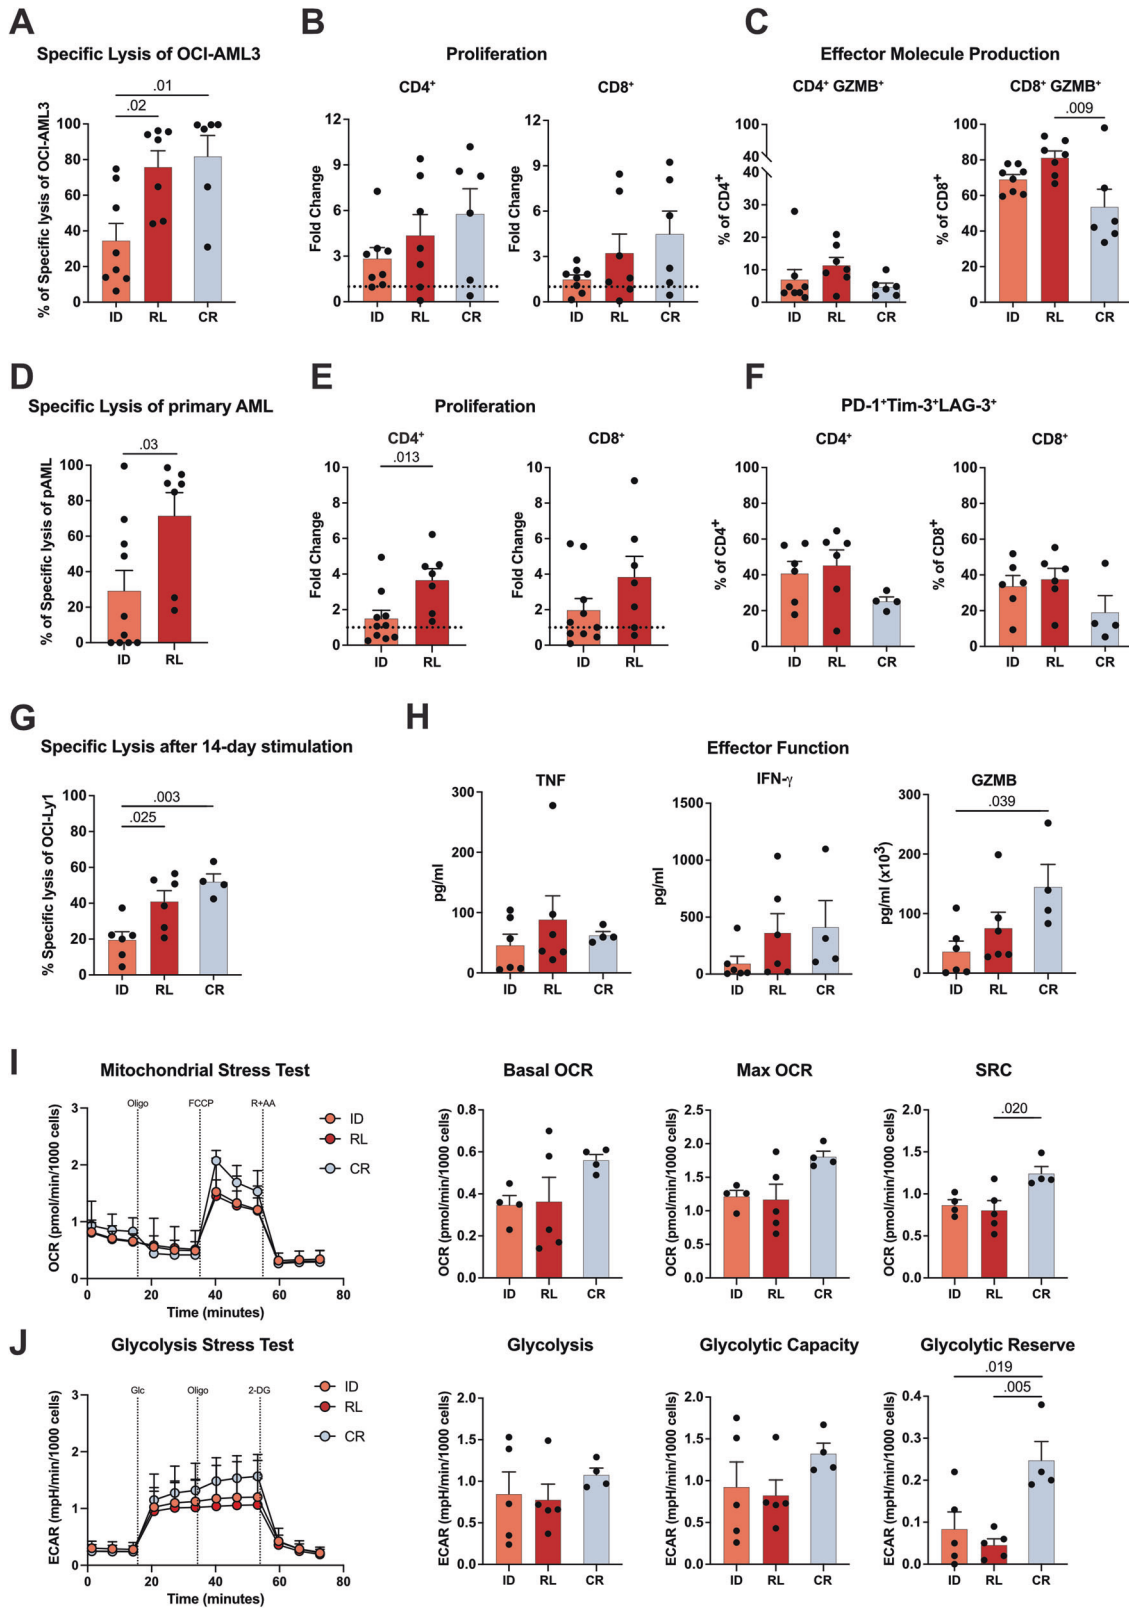 A
Specific Lysis of OCI-AML3
.01
.02
% of Specific lysis of OCI-AML3
100
80
60
40
20
0
ID RL CR
B
Proliferation
CD4+
Fold Change
12
9
6
3
0
ID RL CR
CD8+
Fold Change
12
9
6
3
0
ID RL CR
C
Effector Molecule Production
CD4+ GZMB+
% of CD4+
100
40
40
30
20
10
0
ID RL CR
CD8+ GZMB+
.009
% of CD8+
100
80
60
40
20
0
ID RL CR
D
Specific Lysis of primary AML
.03
% of Specific lysis of pAML
100
80
60
40
20
0
ID RL
E
Proliferation
CD4+
.013
Fold Change
10
8
6
4
2
0
ID RL
CD8+
Fold Change
10
8
6
4
2
0
ID RL
F
PD-1+Tim-3+LAG-3+
CD4+
% of CD4+
100
80
60
40
20
0
ID RL CR
CD8+
% of CD8+
100
80
60
40
20
0
ID RL CR
G
Specific Lysis after 14-day stimulation
.003
.025
% Specific lysis of OCI-Ly1
100
80
60
40
20
0
ID RL CR
H
Effector Function
TNF
pg/ml
300
200
100
0
ID RL CR
IFN-γ
pg/ml
1500
1000
500
0
ID RL CR
GZMB
.039
pg/ml (x10³)
300
200
100
0
ID RL CR
I
Mitochondrial Stress Test
Oligo FCCP R+AA
ID
RL
CR
OCR (pmol/min/1000 cells)
3
2
1
0
0 20 40 60 80
Time (minutes)
Basal OCR
OCR (pmol/min/1000 cells)
0.8
0.6
0.4
0.2
0.0
ID RL CR
Max OCR
OCR (pmol/min/1000 cells)
2.5
2.0
1.5
1.0
0.5
0.0
ID RL CR
SRC
.020
OCR (pmol/min/1000 cells)
2.0
1.5
1.0
0.5
0.0
ID RL CR
J
Glycolysis Stress Test
Glc Oligo 2-DG
ID
RL
CR
ECAR (mpH/min/1000 cells)
3
2
1
0
0 20 40 60 80
Time (minutes)
Glycolysis
ECAR (mpH/min/1000 cells)
2.0
1.5
1.0
0.5
0.0
ID RL CR
Glycolytic Capacity
ECAR (mpH/min/1000 cells)
2.0
1.5
1.0
0.5
0.0
ID RL CR
Glycolytic Reserve
.019
.005
ECAR (mpH/min/1000 cells)
0.4
0.3
0.2
0.1
0.0
ID RL CR